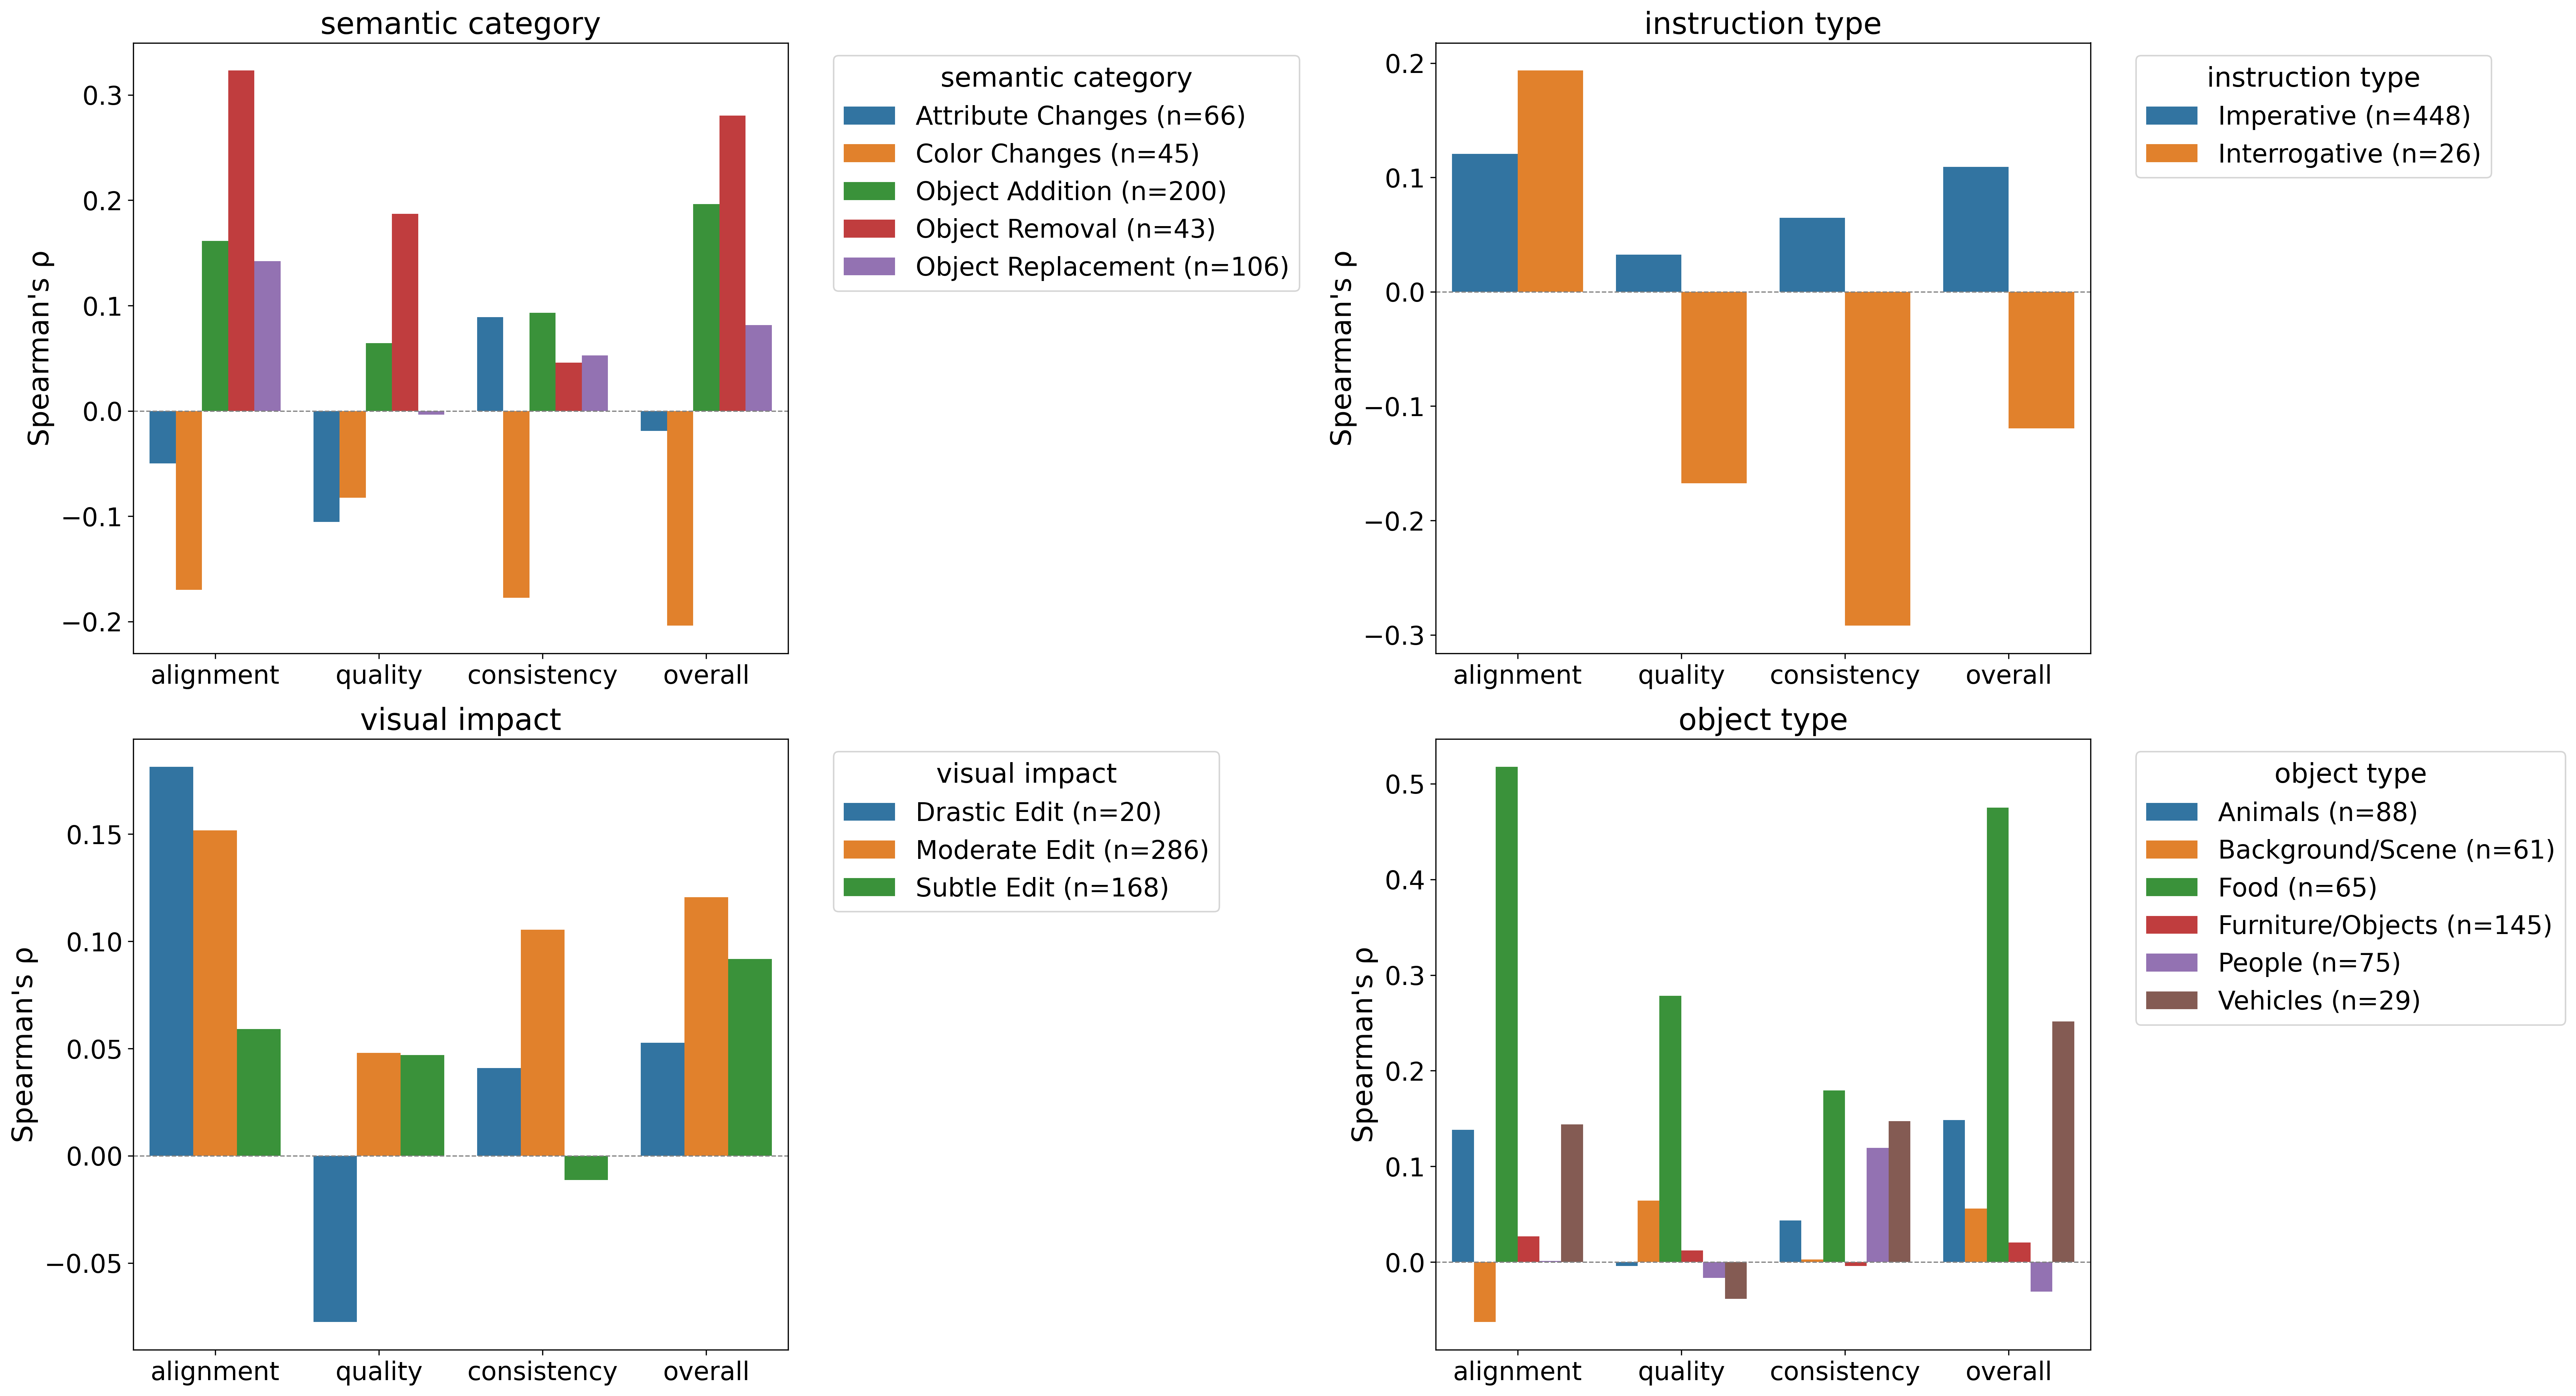 semantic category
Spearman's ρ
0.3
0.2
0.1
0.0
−0.1
−0.2
alignment quality consistency overall
semantic category
Attribute Changes (n=66)
Color Changes (n=45)
Object Addition (n=200)
Object Removal (n=43)
Object Replacement (n=106)
instruction type
Spearman's ρ
0.2
0.1
0.0
−0.1
−0.2
−0.3
alignment quality consistency overall
instruction type
Imperative (n=448)
Interrogative (n=26)
visual impact
Spearman's ρ
0.15
0.10
0.05
0.00
−0.05
alignment quality consistency overall
visual impact
Drastic Edit (n=20)
Moderate Edit (n=286)
Subtle Edit (n=168)
object type
Spearman's ρ
0.5
0.4
0.3
0.2
0.1
0.0
alignment quality consistency overall
object type
Animals (n=88)
Background/Scene (n=61)
Food (n=65)
Furniture/Objects (n=145)
People (n=75)
Vehicles (n=29)